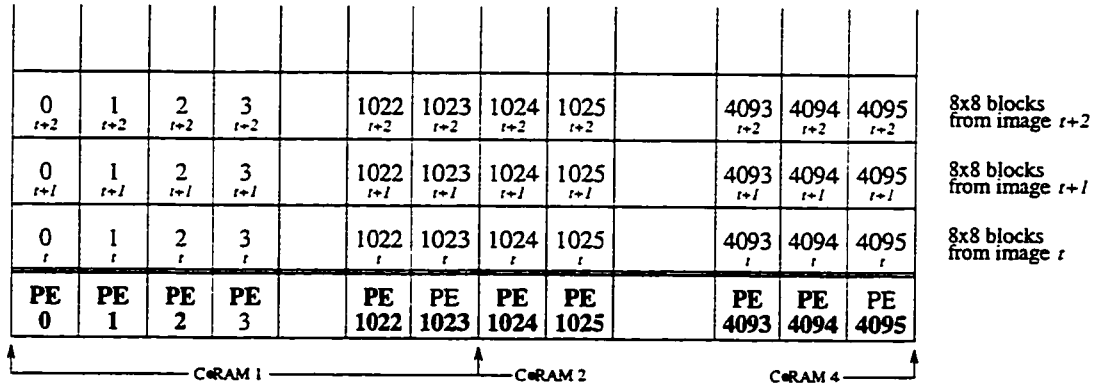 0 1 2 3 1022 1023 1024 1025 4093 4094 4095 8x8 blocks
t+2 t+2 t+2 t+2 t+2 t+2 t+2 t+2 t+2 t+2 t+2 from image t+2
0 1 2 3 1022 1023 1024 1025 4093 4094 4095 8x8 blocks
t+1 t+1 t+1 t+1 t+1 t+1 t+1 t+1 t+1 t+1 t+1 from image t+1
0 1 2 3 1022 1023 1024 1025 4093 4094 4095 8x8 blocks
t t t t t t t t t t t from image t
PE PE PE PE PE PE PE PE PE PE PE
0 1 2 3 1022 1023 1024 1025 4093 4094 4095
C•RAM 1 C•RAM 2 C•RAM 4